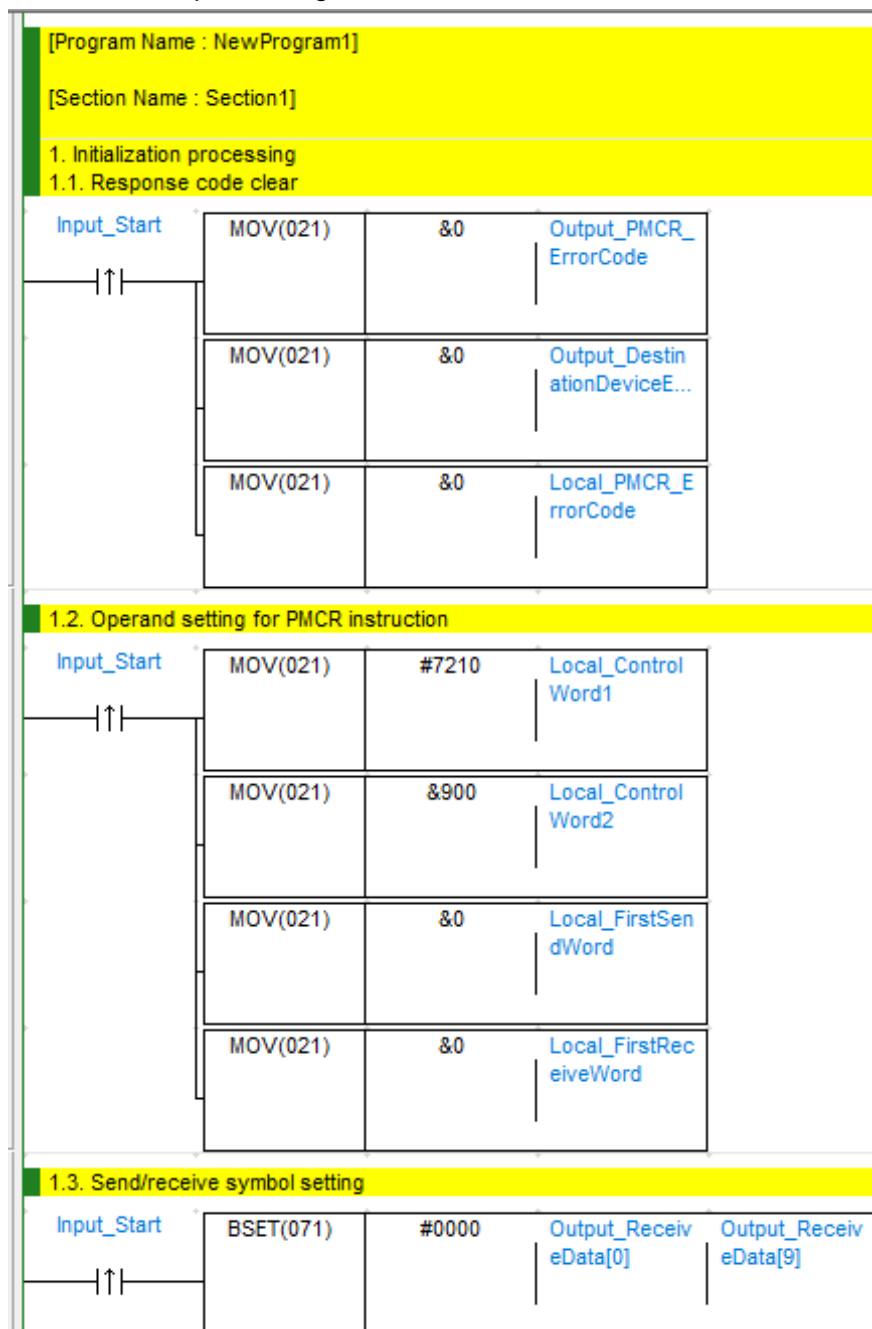 [Program Name : NewProgram1]
[Section Name : Section1]
1. Initialization processing
1.1. Response code clear
Input_Start
MOV(021) &0 Output_PMCR_
ErrorCode
MOV(021) &0 Output_Destin
ationDeviceE...
MOV(021) &0 Local_PMCR_E
rrorCode
1.2. Operand setting for PMCR instruction
Input_Start
MOV(021) #7210 Local_Control
Word1
MOV(021) &900 Local_Control
Word2
MOV(021) &0 Local_FirstSen
dWord
MOV(021) &0 Local_FirstRec
eiveWord
1.3. Send/receive symbol setting
Input_Start
BSET(071) #0000 Output_Receiv Output_Receiv
eData[0] eData[9]